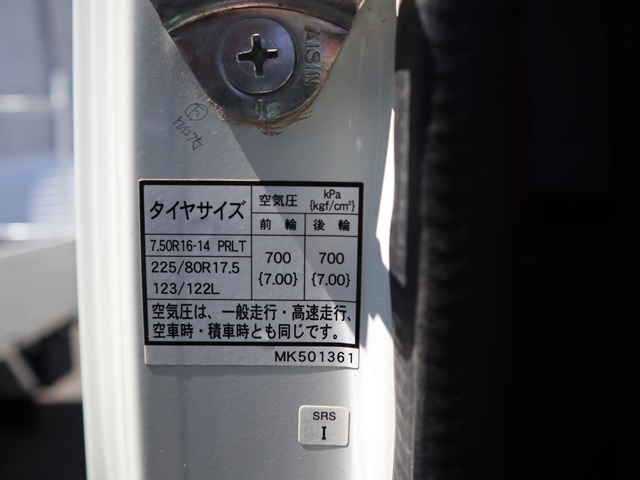 AISIN
タイヤサイズ
空気圧 kPa {kgf/cm²}
前輪 後輪
7.50R16-14 PRLT
225/80R17.5
123/122L
700 700
{7.00} {7.00}
空気圧は、一般走行・高速走行、
空車時・積車時とも同じです。
MK501361
SRS
I